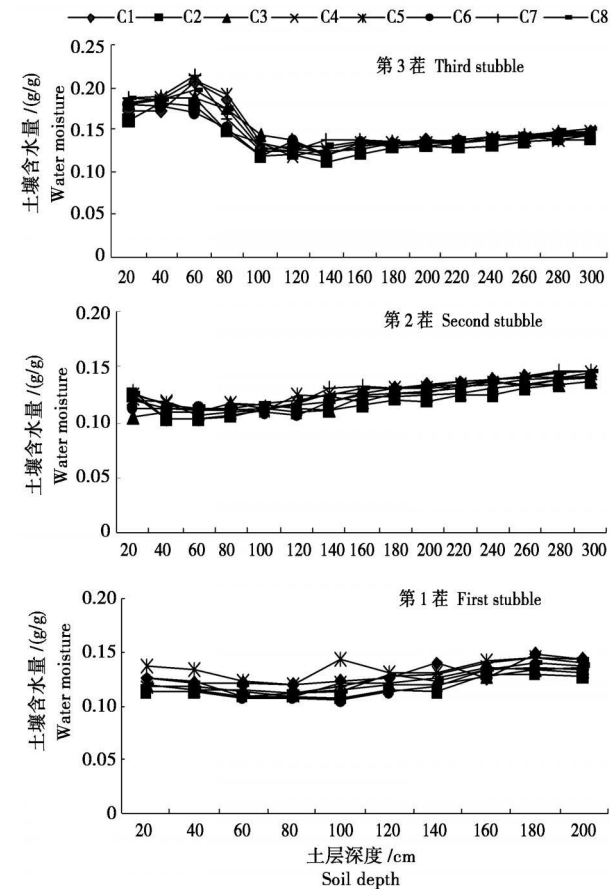 C1 C2 C3 C4 C5 C6 C7 C8
第3茬 Third stubble
土壤含水量/(g/g)
Water moisture
0.25
0.20
0.15
0.10
0.05
0
20 40 60 80 100 120 140 160 180 200 220 240 260 280 300
第2茬 Second stubble
土壤含水量/(g/g)
Water moisture
0.20
0.15
0.10
0.05
0
20 40 60 80 100 120 140 160 180 200 220 240 260 280 300
第1茬 First stubble
土壤含水量/(g/g)
Water moisture
0.20
0.15
0.10
0.05
0.00
20 40 60 80 100 120 140 160 180 200
土层深度/cm
Soil depth